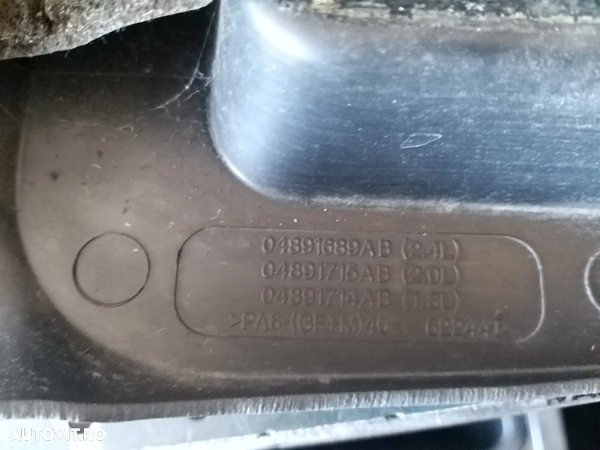 04891689AB (2.4L)
04891715AB (2.0L)
04891714AB (1.8L)
>PA6-(GF+M)40
AUTOVIT.RO